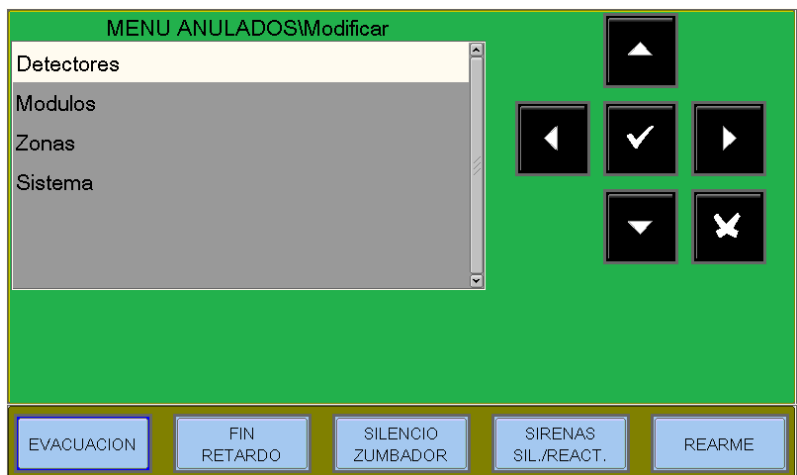 MENU ANULADOS\Modificar
Detectores
Modulos
Zonas
Sistema
EVACUACION
FIN
RETARDO
SILENCIO
ZUMBADOR
SIRENAS
SIL./REACT.
REARME